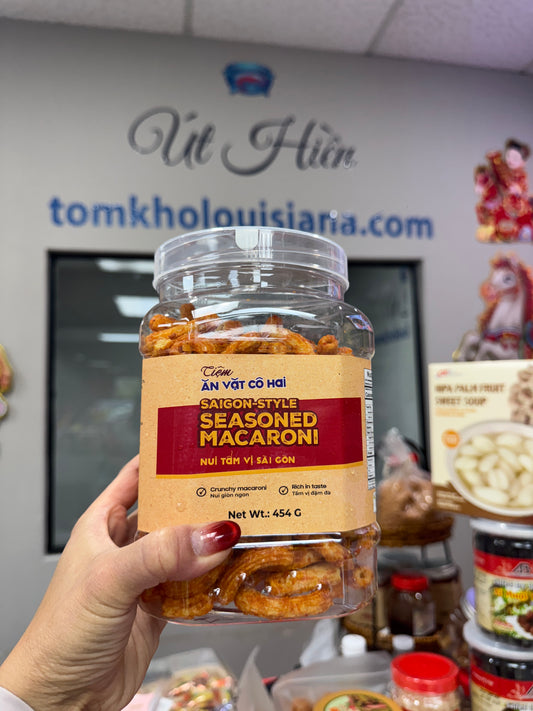 Út Hiền
tomkholouisiana.com
Tiệm
ĂN VẶT CÔ HAI
SAIGON-STYLE
SEASONED
MACARONI
NUI TẨM VỊ SÀI GÒN
Crunchy macaroni
Nui giòn ngon
Rich in taste
Tẩm vị đậm đà
Net Wt.: 454 G
NIPA PALM FRUIT
SWEET SOUP